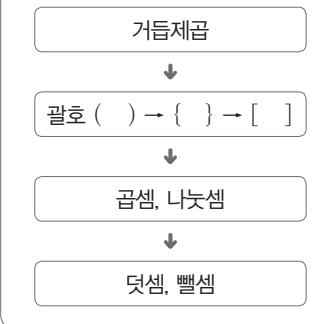 거듭제곱
괄호 ( ) → { } → [ ]
곱셈, 나눗셈
덧셈, 뺄셈